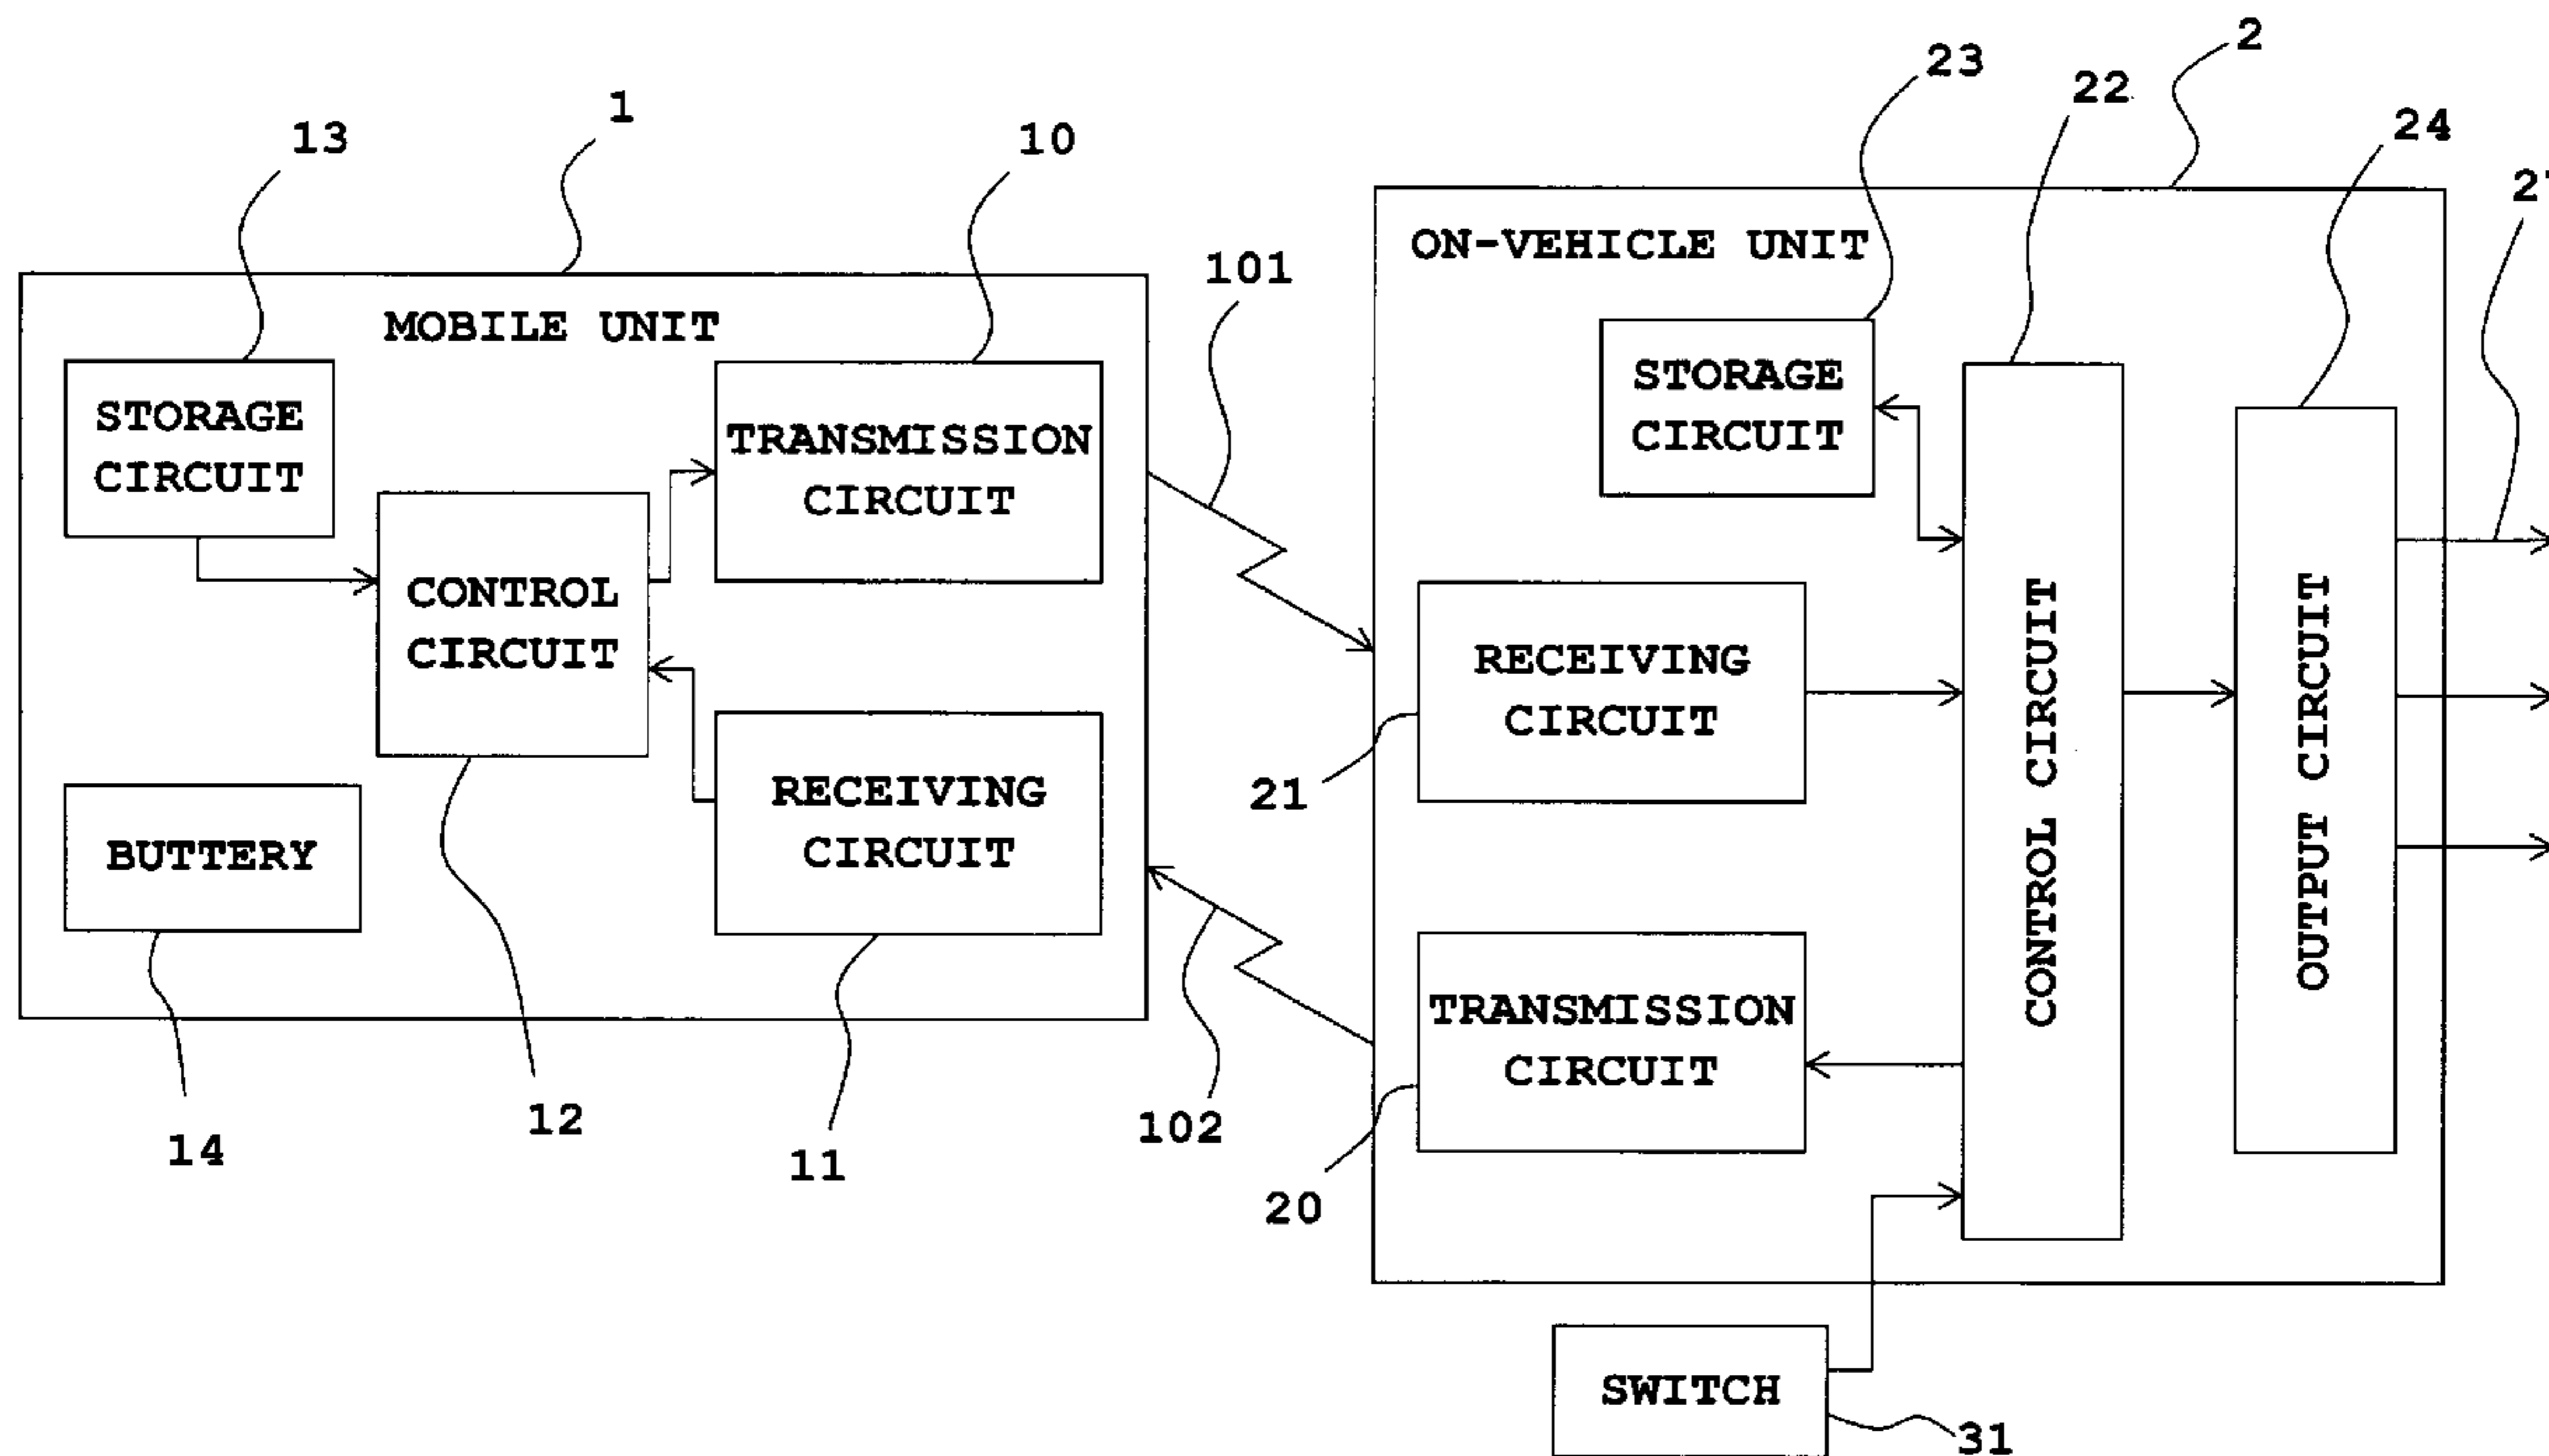 2
23
22
1
24
13
10
27
ON-VEHICLE UNIT
101
MOBILE UNIT
STORAGE
CIRCUIT
STORAGE
CIRCUIT
TRANSMISSION
CIRCUIT
CONTROL
CIRCUIT
RECEIVING
CIRCUIT
CONTROL CIRCUIT
OUTPUT CIRCUIT
21
RECEIVING
CIRCUIT
BUTTERY
TRANSMISSION
CIRCUIT
12
102
14
11
20
SWITCH
31